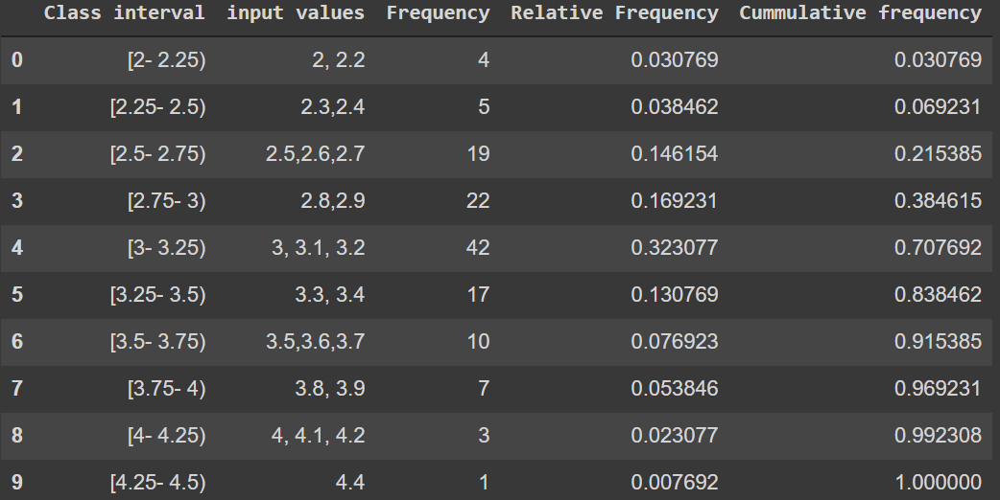 Class interval input values Frequency Relative Frequency Cummulative frequency
0 [2- 2.25) 2, 2.2 4 0.030769 0.030769
1 [2.25- 2.5) 2.3,2.4 5 0.038462 0.069231
2 [2.5- 2.75) 2.5,2.6,2.7 19 0.146154 0.215385
3 [2.75- 3) 2.8,2.9 22 0.169231 0.384615
4 [3- 3.25) 3, 3.1, 3.2 42 0.323077 0.707692
5 [3.25- 3.5) 3.3, 3.4 17 0.130769 0.838462
6 [3.5- 3.75) 3.5,3.6,3.7 10 0.076923 0.915385
7 [3.75- 4) 3.8, 3.9 7 0.053846 0.969231
8 [4- 4.25) 4, 4.1, 4.2 3 0.023077 0.992308
9 [4.25- 4.5) 4.4 1 0.007692 1.000000